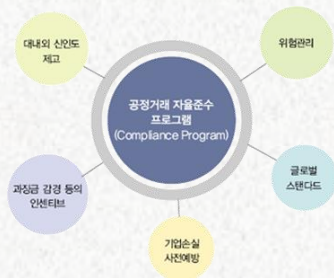 대내외 신인도
제고
위험관리
공정거래 자율준수
프로그램
(Compliance Program)
과징금 감경 등의
인센티브
글로벌
스탠다드
기업손실
사전예방